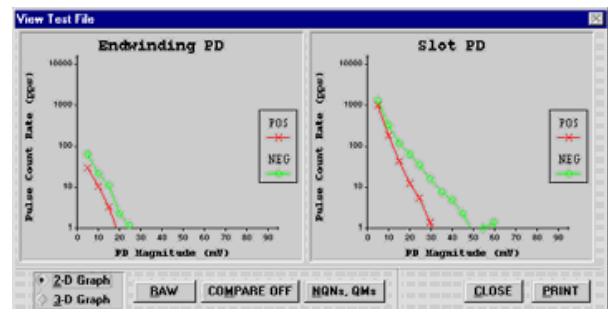 View Test File
Endwinding PD
Slot PD
Pulse Count Rate (pps)
10000
1000
100
10
1
0 10 20 30 40 50 60 70 80 90
PD Magnitude (mV)
POS
NEG
Pulse Count Rate (pps)
10000
1000
100
10
1
0 10 20 30 40 50 60 70 80 90
PD Magnitude (mV)
POS
NEG
2-D Graph
3-D Graph
RAW
COMPARE OFF
NQNs, QMs
CLOSE
PRINT